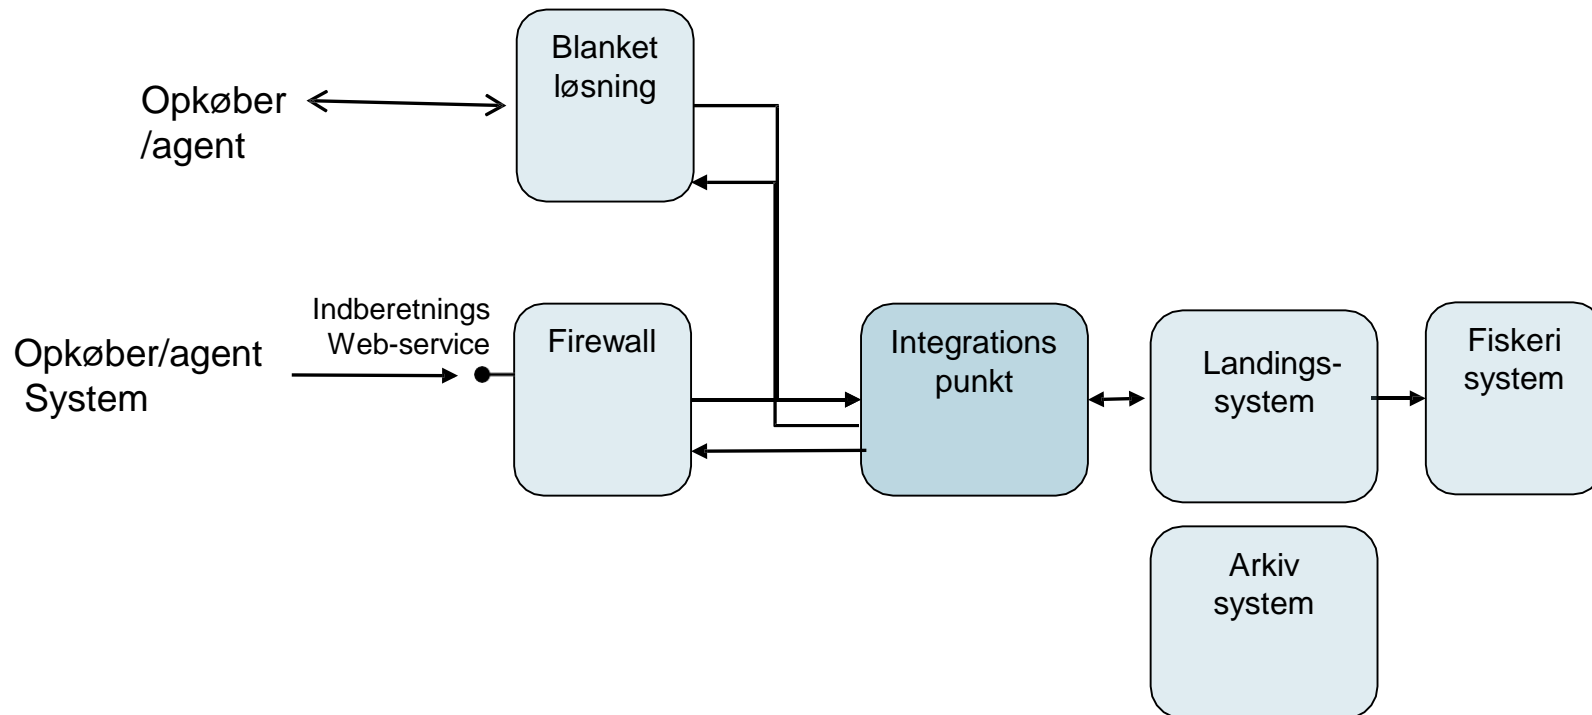 Blanket
løsning
Opkøber
/agent
Indberetnings
Web-service
Opkøber/agent
System
Firewall
Integrations
punkt
Landings-
system
Fiskeri
system
Arkiv
system